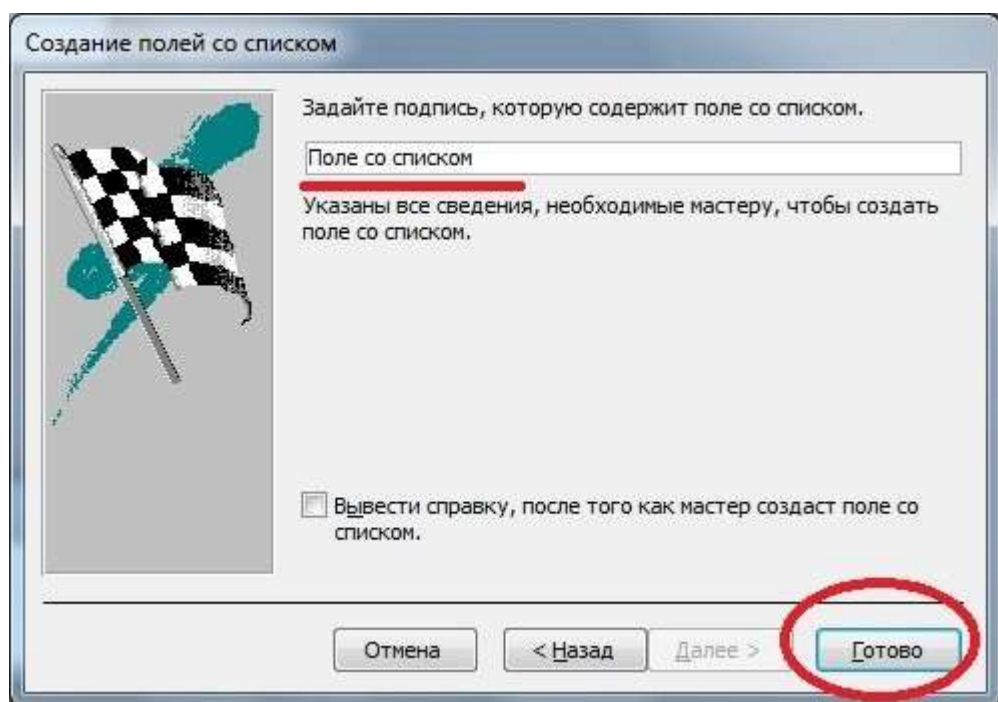 Создание полей со списком
Задайте подпись, которую содержит поле со списком.
Поле со списком
Указаны все сведения, необходимые мастеру, чтобы создать
поле со списком.
Вывести справку, после того как мастер создаст поле со
списком.
Отмена
< Назад
Далее >
Готово